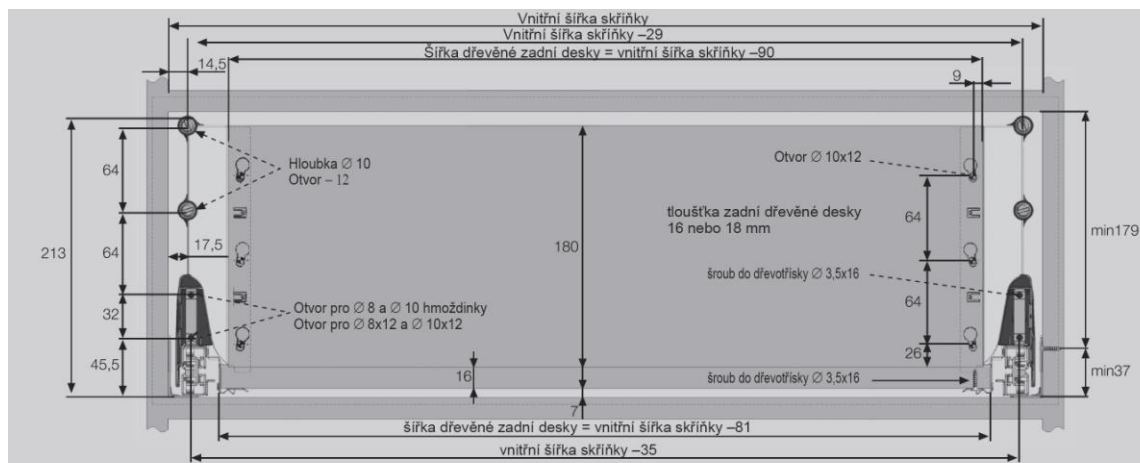 Vnitřní šířka skříňky
Vnitřní šířka skříňky –29
Šířka dřevěné zadní desky = vnitřní šířka skříňky –90
14,5
9
Hloubka ∅ 10
Otvor – 12
Otvor ∅ 10x12
64
64
tloušťka zadní dřevěné desky
16 nebo 18 mm
min179
213
17,5
180
64
šroub do dřevotřísky ∅ 3,5x16
64
32
Otvor pro ∅ 8 a ∅ 10 hmoždinky
Otvor pro ∅ 8x12 a ∅ 10x12
26
45,5
16
šroub do dřevotřísky ∅ 3,5x16
min37
7
šířka dřevěné zadní desky = vnitřní šířka skříňky –81
vnitřní šířka skříňky –35